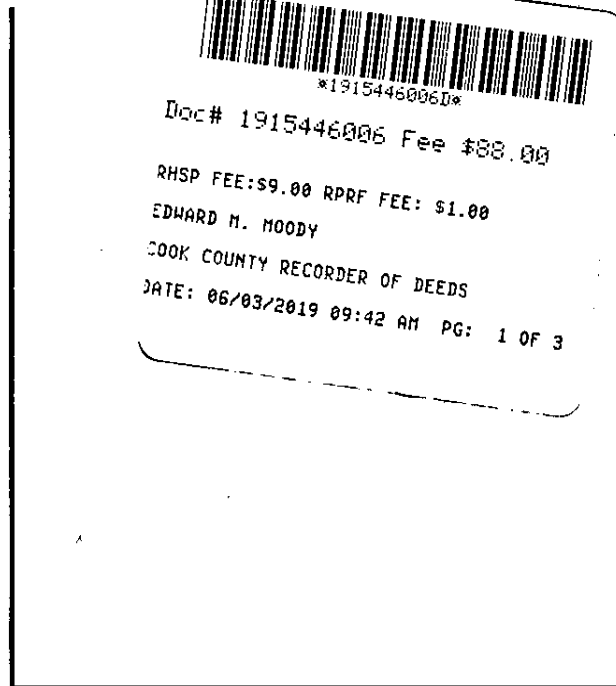 *1915446006D*
Doc# 1915446006 Fee $88.00
RHSP FEE:$9.00 RPRF FEE: $1.00
EDWARD M. MOODY
COOK COUNTY RECORDER OF DEEDS
DATE: 06/03/2019 09:42 AM PG: 1 OF 3